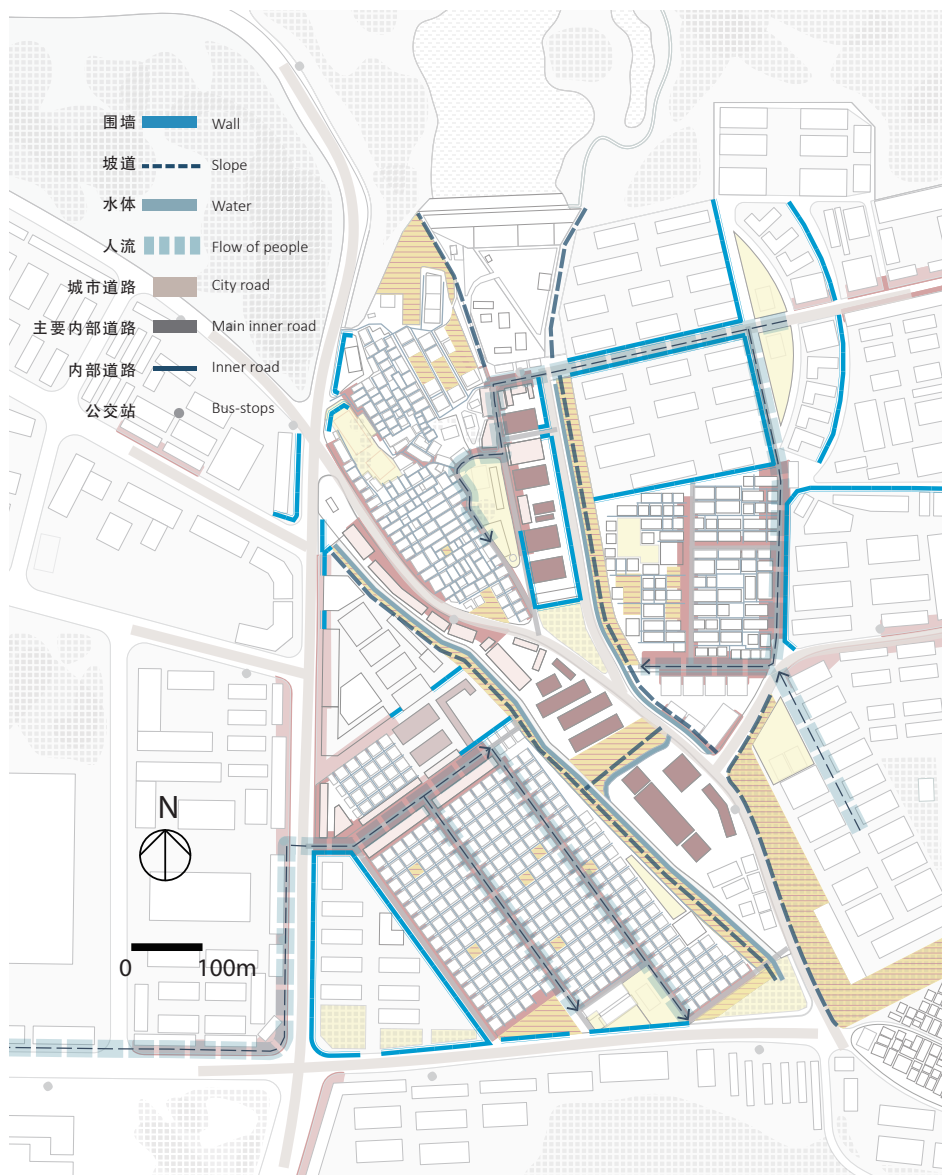 围墙 Wall
坡道 Slope
水体 Water
人流 Flow of people
城市道路 City road
主要内部道路 Main inner road
内部道路 Inner road
公交站 Bus-stops
N
0 100m